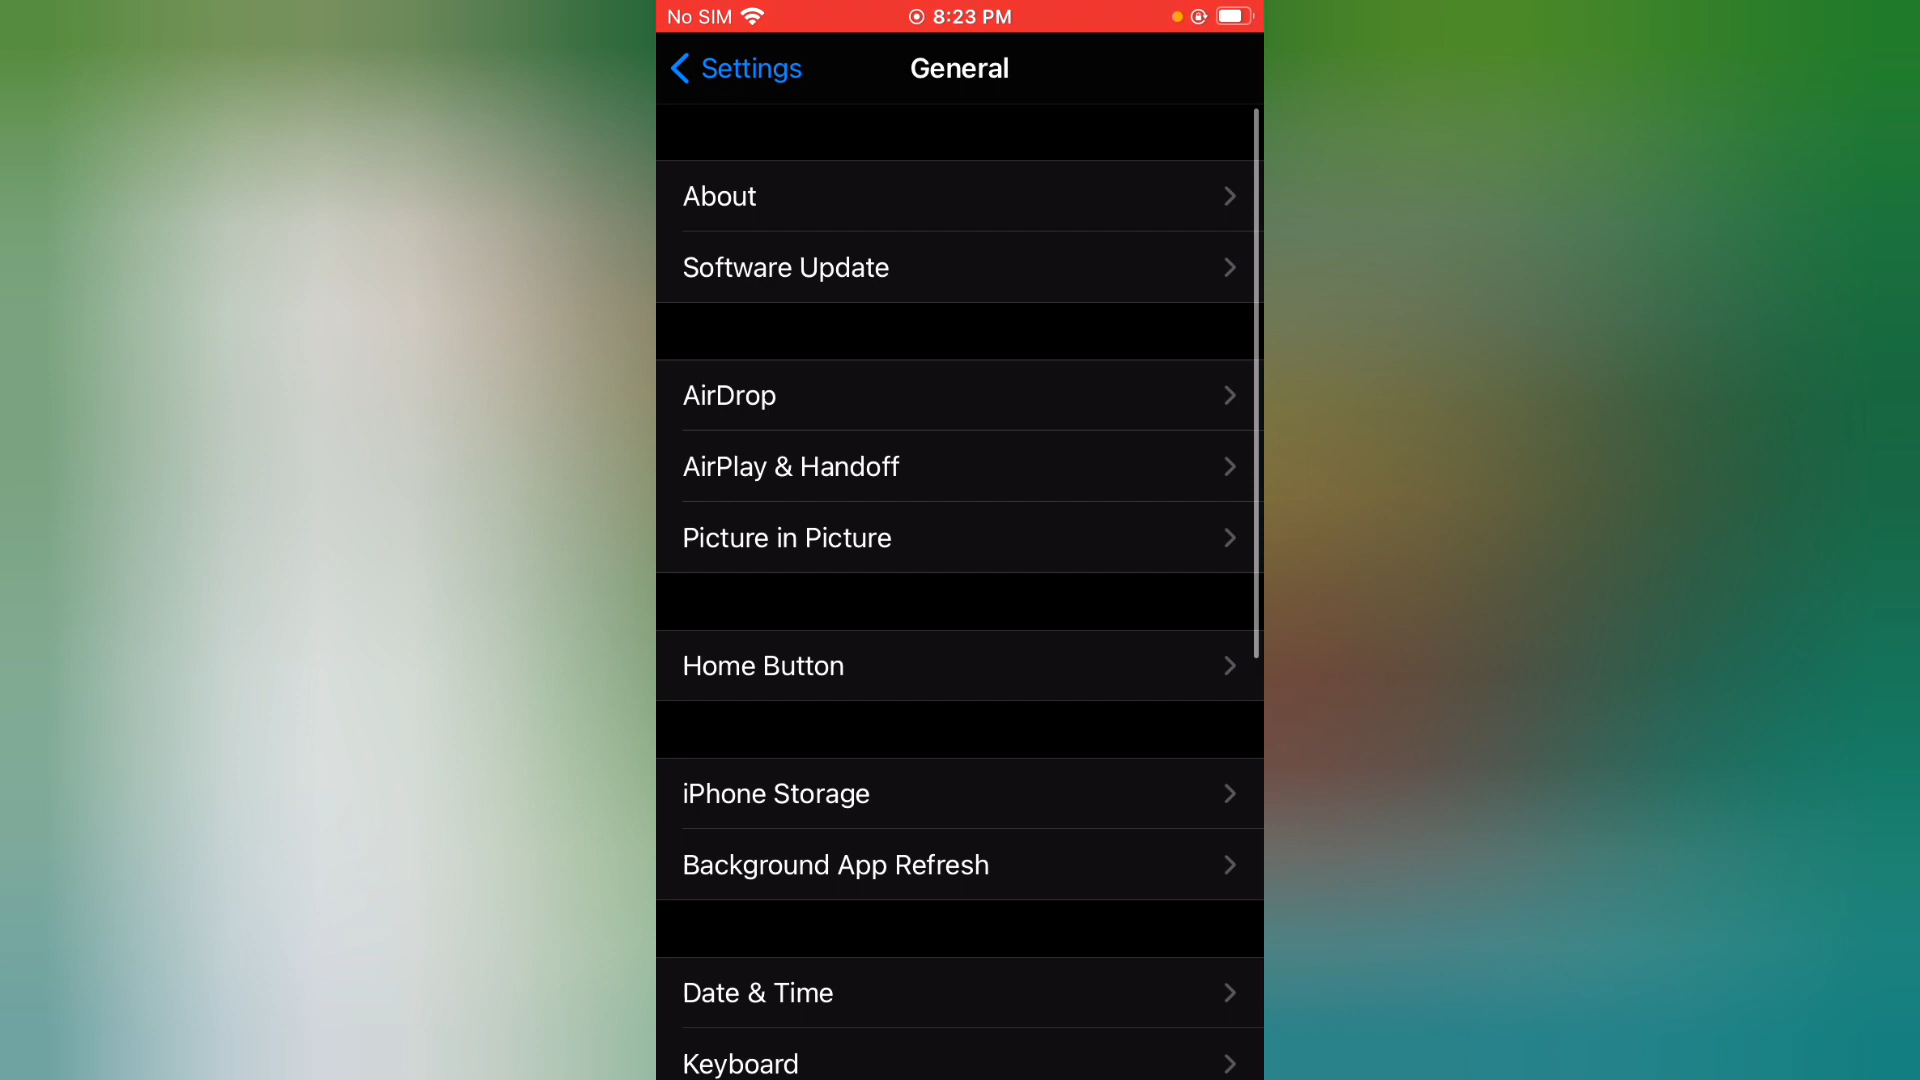 No SIM 8:23 PM
Settings General
About
Software Update
AirDrop
AirPlay & Handoff
Picture in Picture
Home Button
iPhone Storage
Background App Refresh
Date & Time
Keyboard